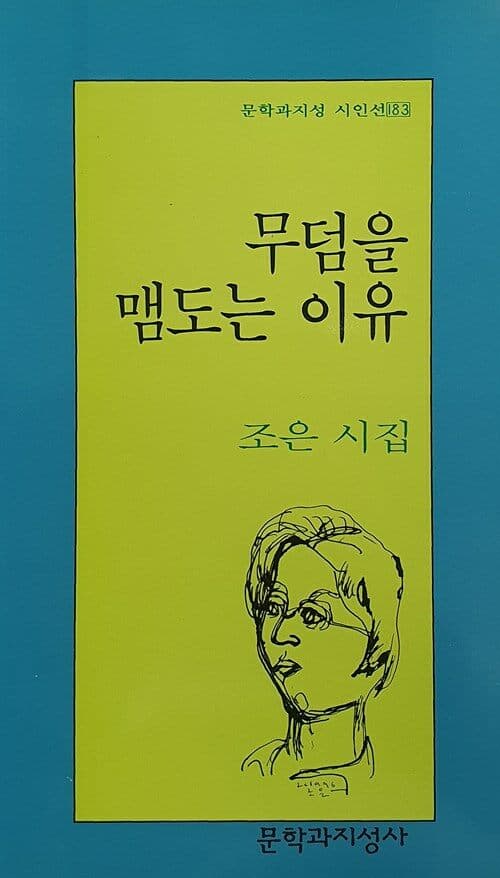 문학과지성 시인선 183
무덤을
맴도는 이유
조은 시집
문학과지성사